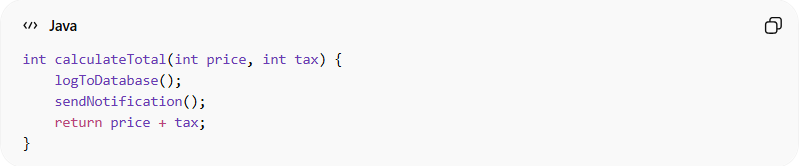 </> Java
int calculateTotal(int price, int tax) {
    logToDatabase();
    sendNotification();
    return price + tax;
}